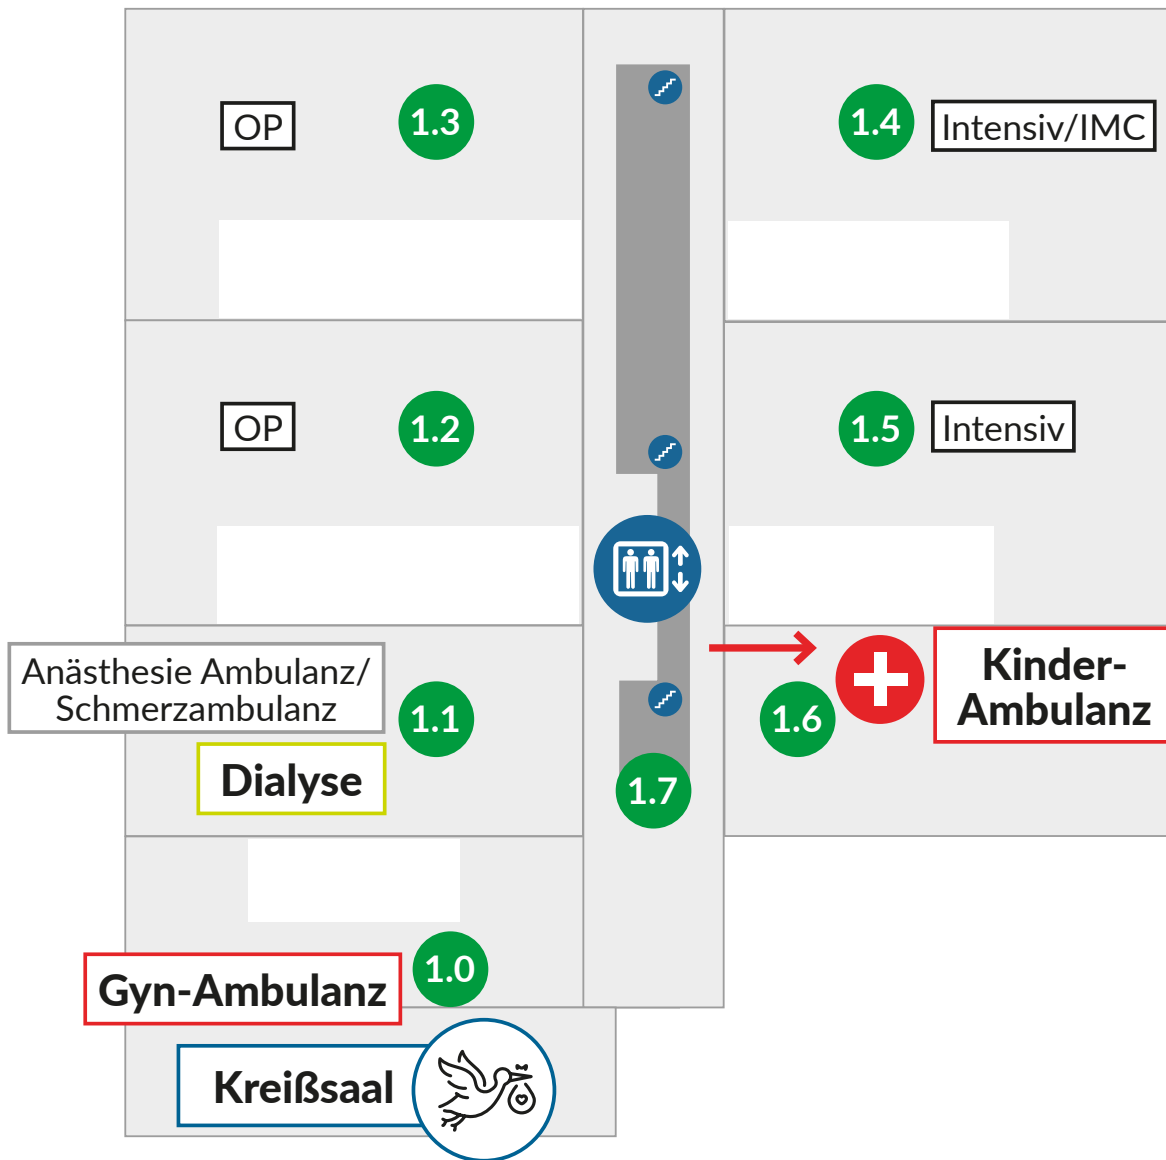 OP
1.3
1.4
Intensiv/IMC
OP
1.2
1.5
Intensiv
Anästhesie Ambulanz/
Schmerzambulanz
1.1
Dialyse
1.7
1.6
Kinder-
Ambulanz
1.0
Gyn-Ambulanz
Kreißsaal